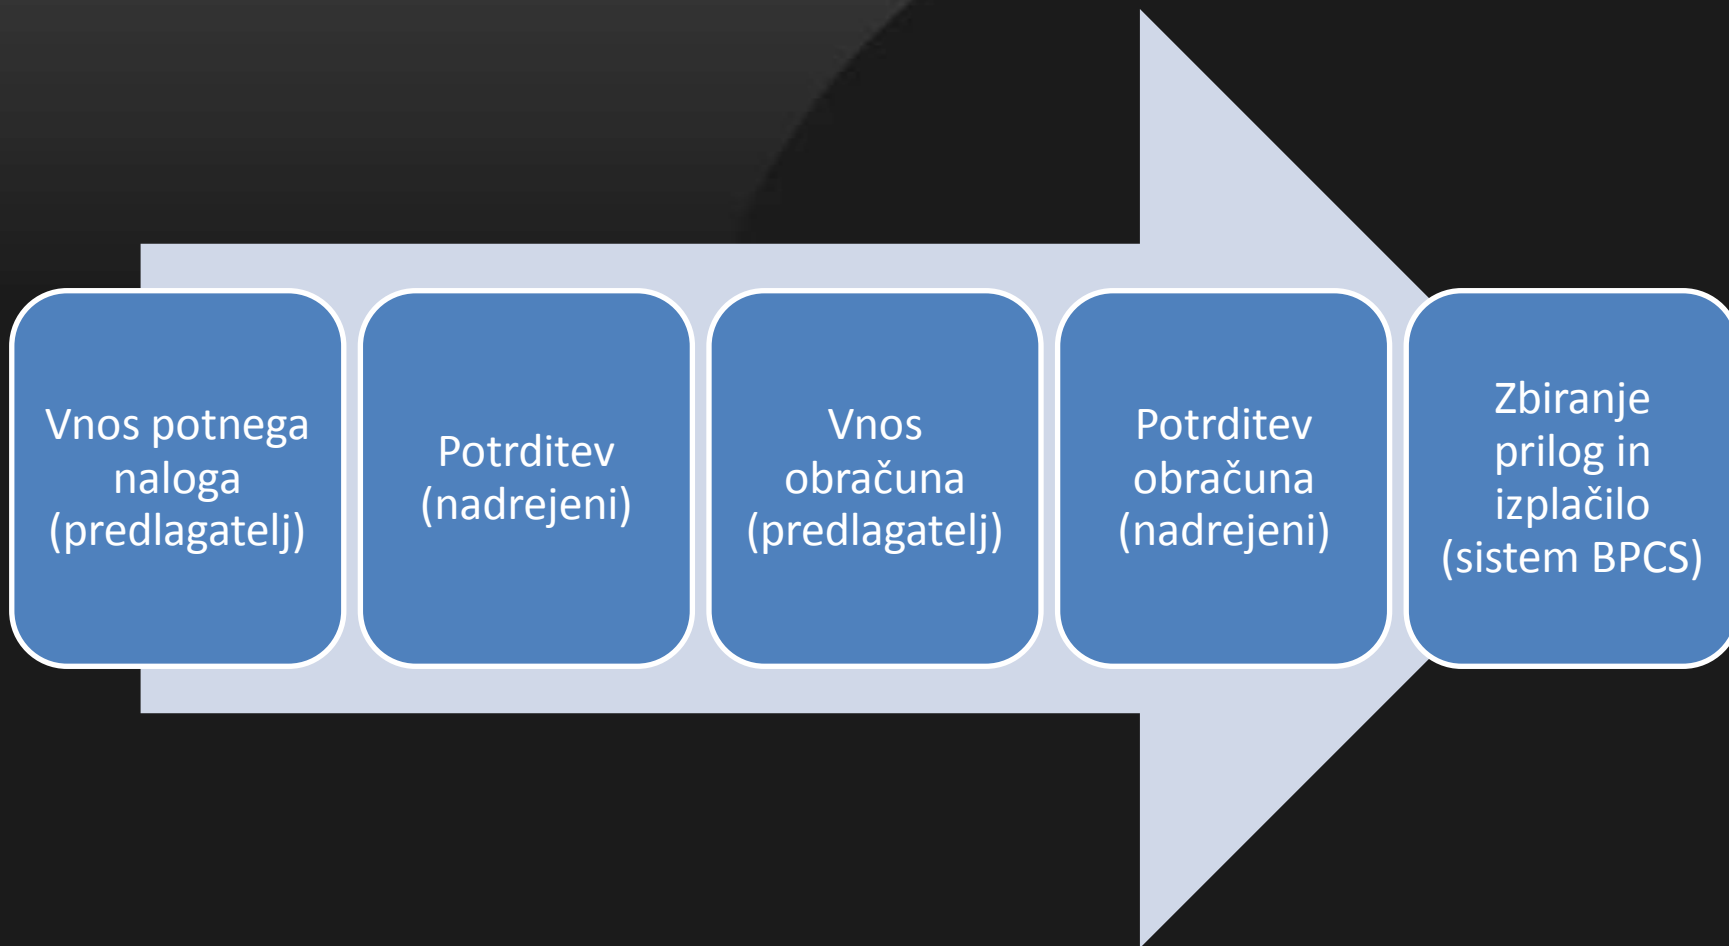 Vnos potnega
naloga
(predlagatelj)
Potrditev
(nadrejeni)
Vnos
obračuna
(predlagatelj)
Potrditev
obračuna
(nadrejeni)
Zbiranje
prilog in
izplačilo
(sistem BPCS)